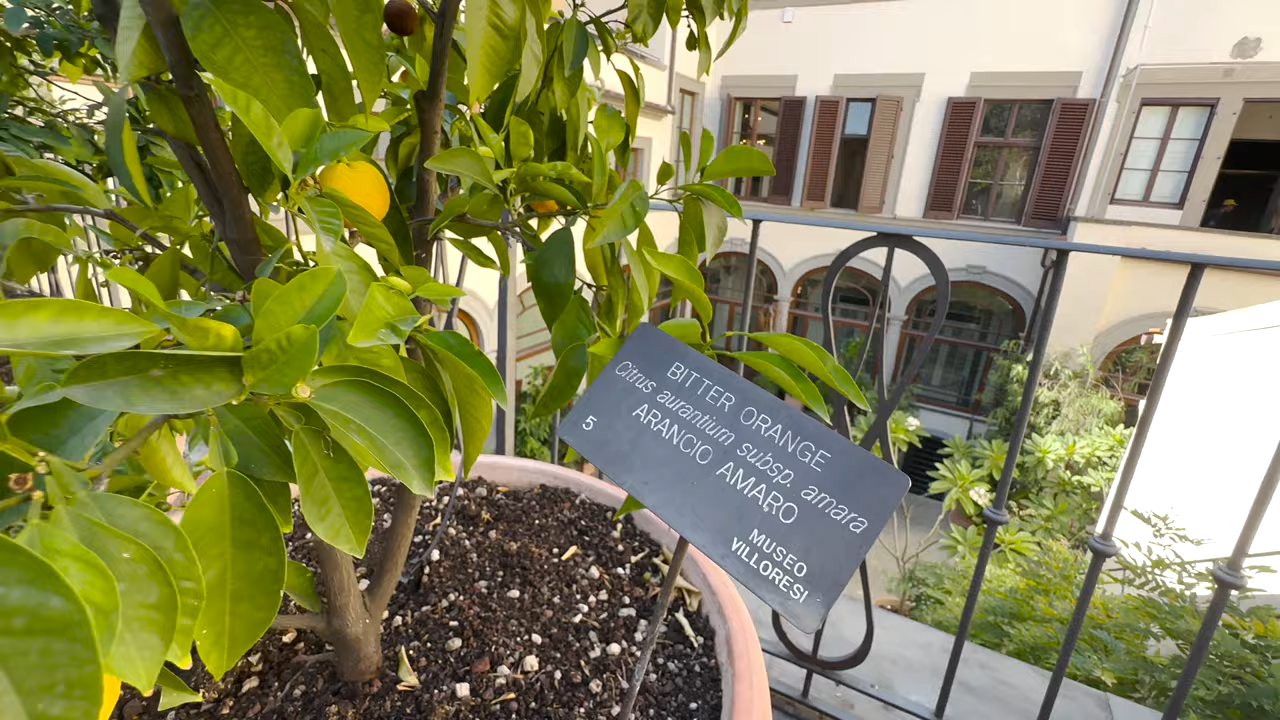 BITTER ORANGE
Citrus aurantium subsp. amara
ARANCIO AMARO
5
MUSEO
VILLORESI